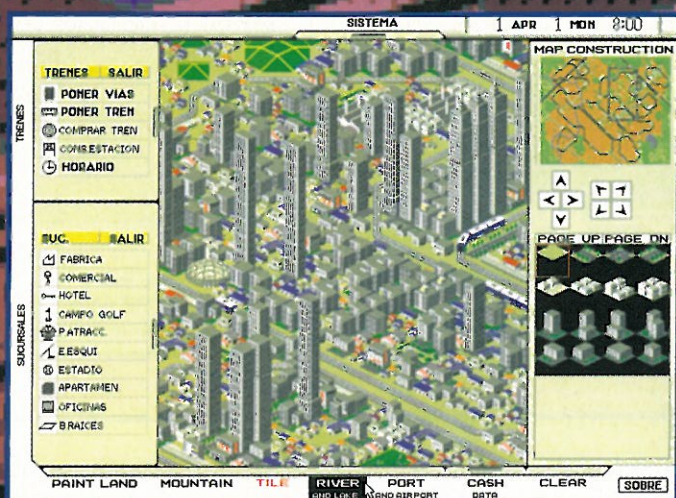 SISTEMA
1 APR 1 MON 8:00
TRENES
TRENES SALIR
PONER VIAS
PONER TREN
COMPRAR TREN
CONS.ESTACION
HORARIO
SUCURSALES
SUC. SALIR
FABRICA
COMERCIAL
HOTEL
CAMPO GOLF
P.ATRACC.
E.ESQUI
ESTADIO
APARTAMEN
OFICINAS
B.RAICES
MAP CONSTRUCTION
PAGE UP PAGE DN
PAINT LAND MOUNTAIN TILE RIVER AND LAKE PORT AND AIRPORT CASH DATA CLEAR SOBRE